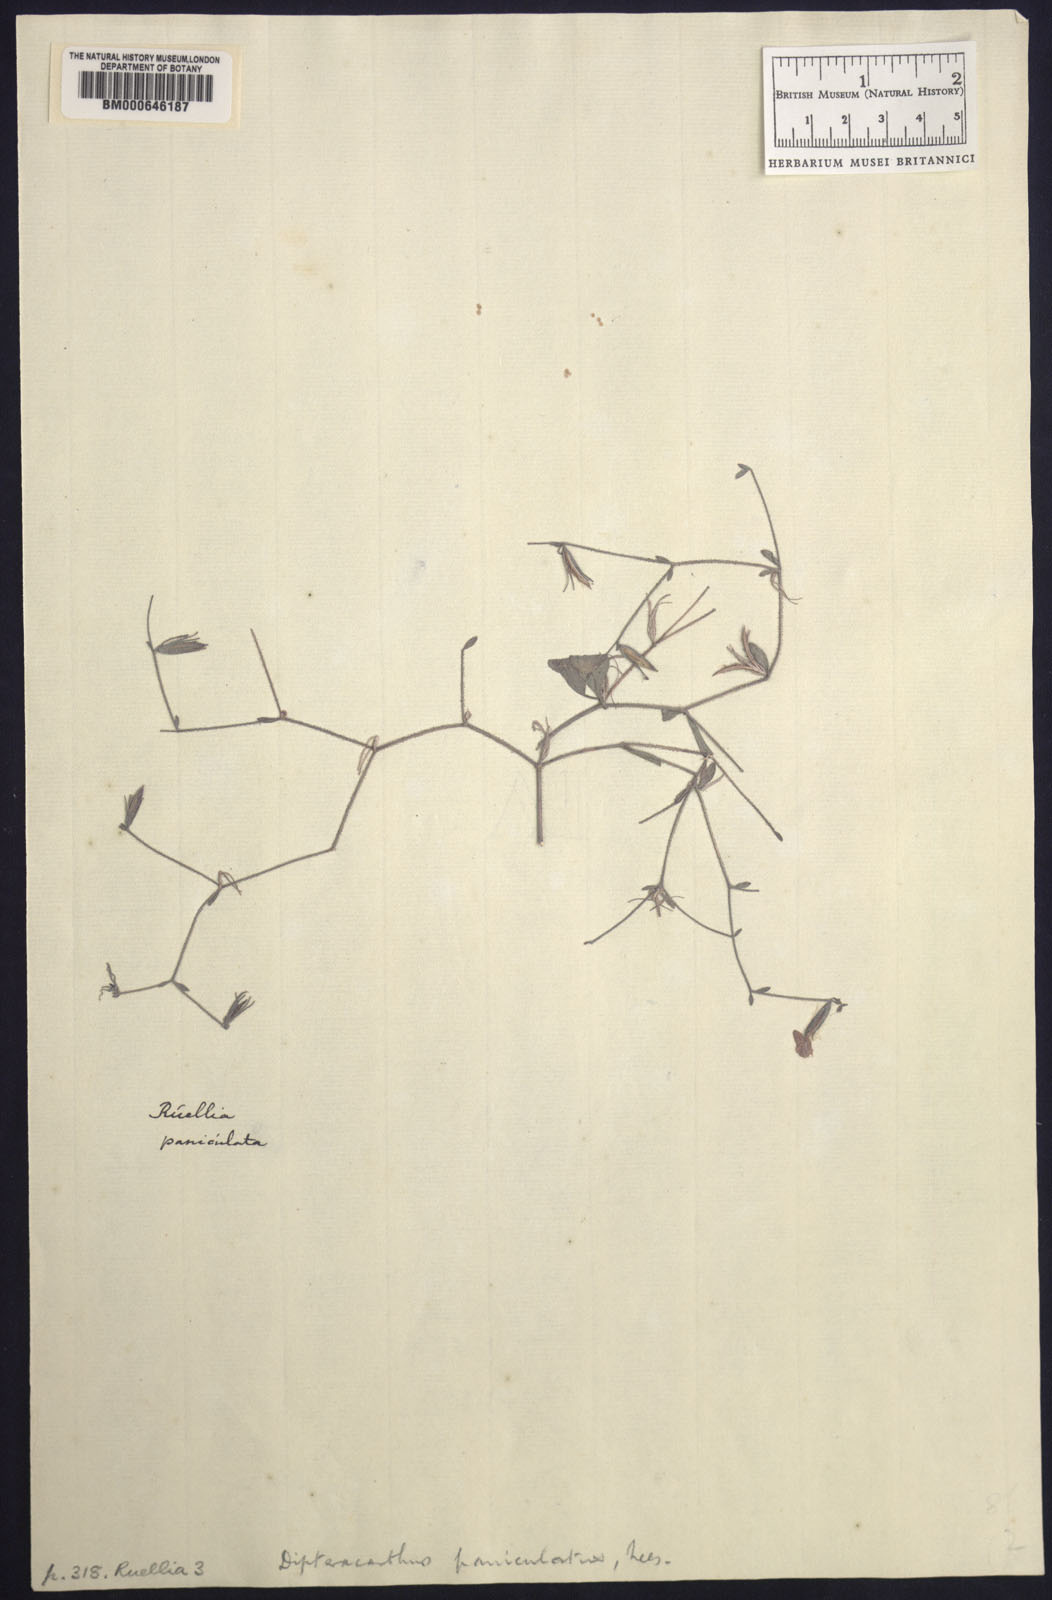 THE NATURAL HISTORY MUSEUM, LONDON
DEPARTMENT OF BOTANY
BM000646187
1 2
BRITISH MUSEUM (NATURAL HISTORY)
1 2 3 4 5
HERBARIUM MUSEI BRITANNICI
Ruellia
paniculata
p. 318. Ruellia 3
Dipteracanthus paniculatus, Nees.
8
2